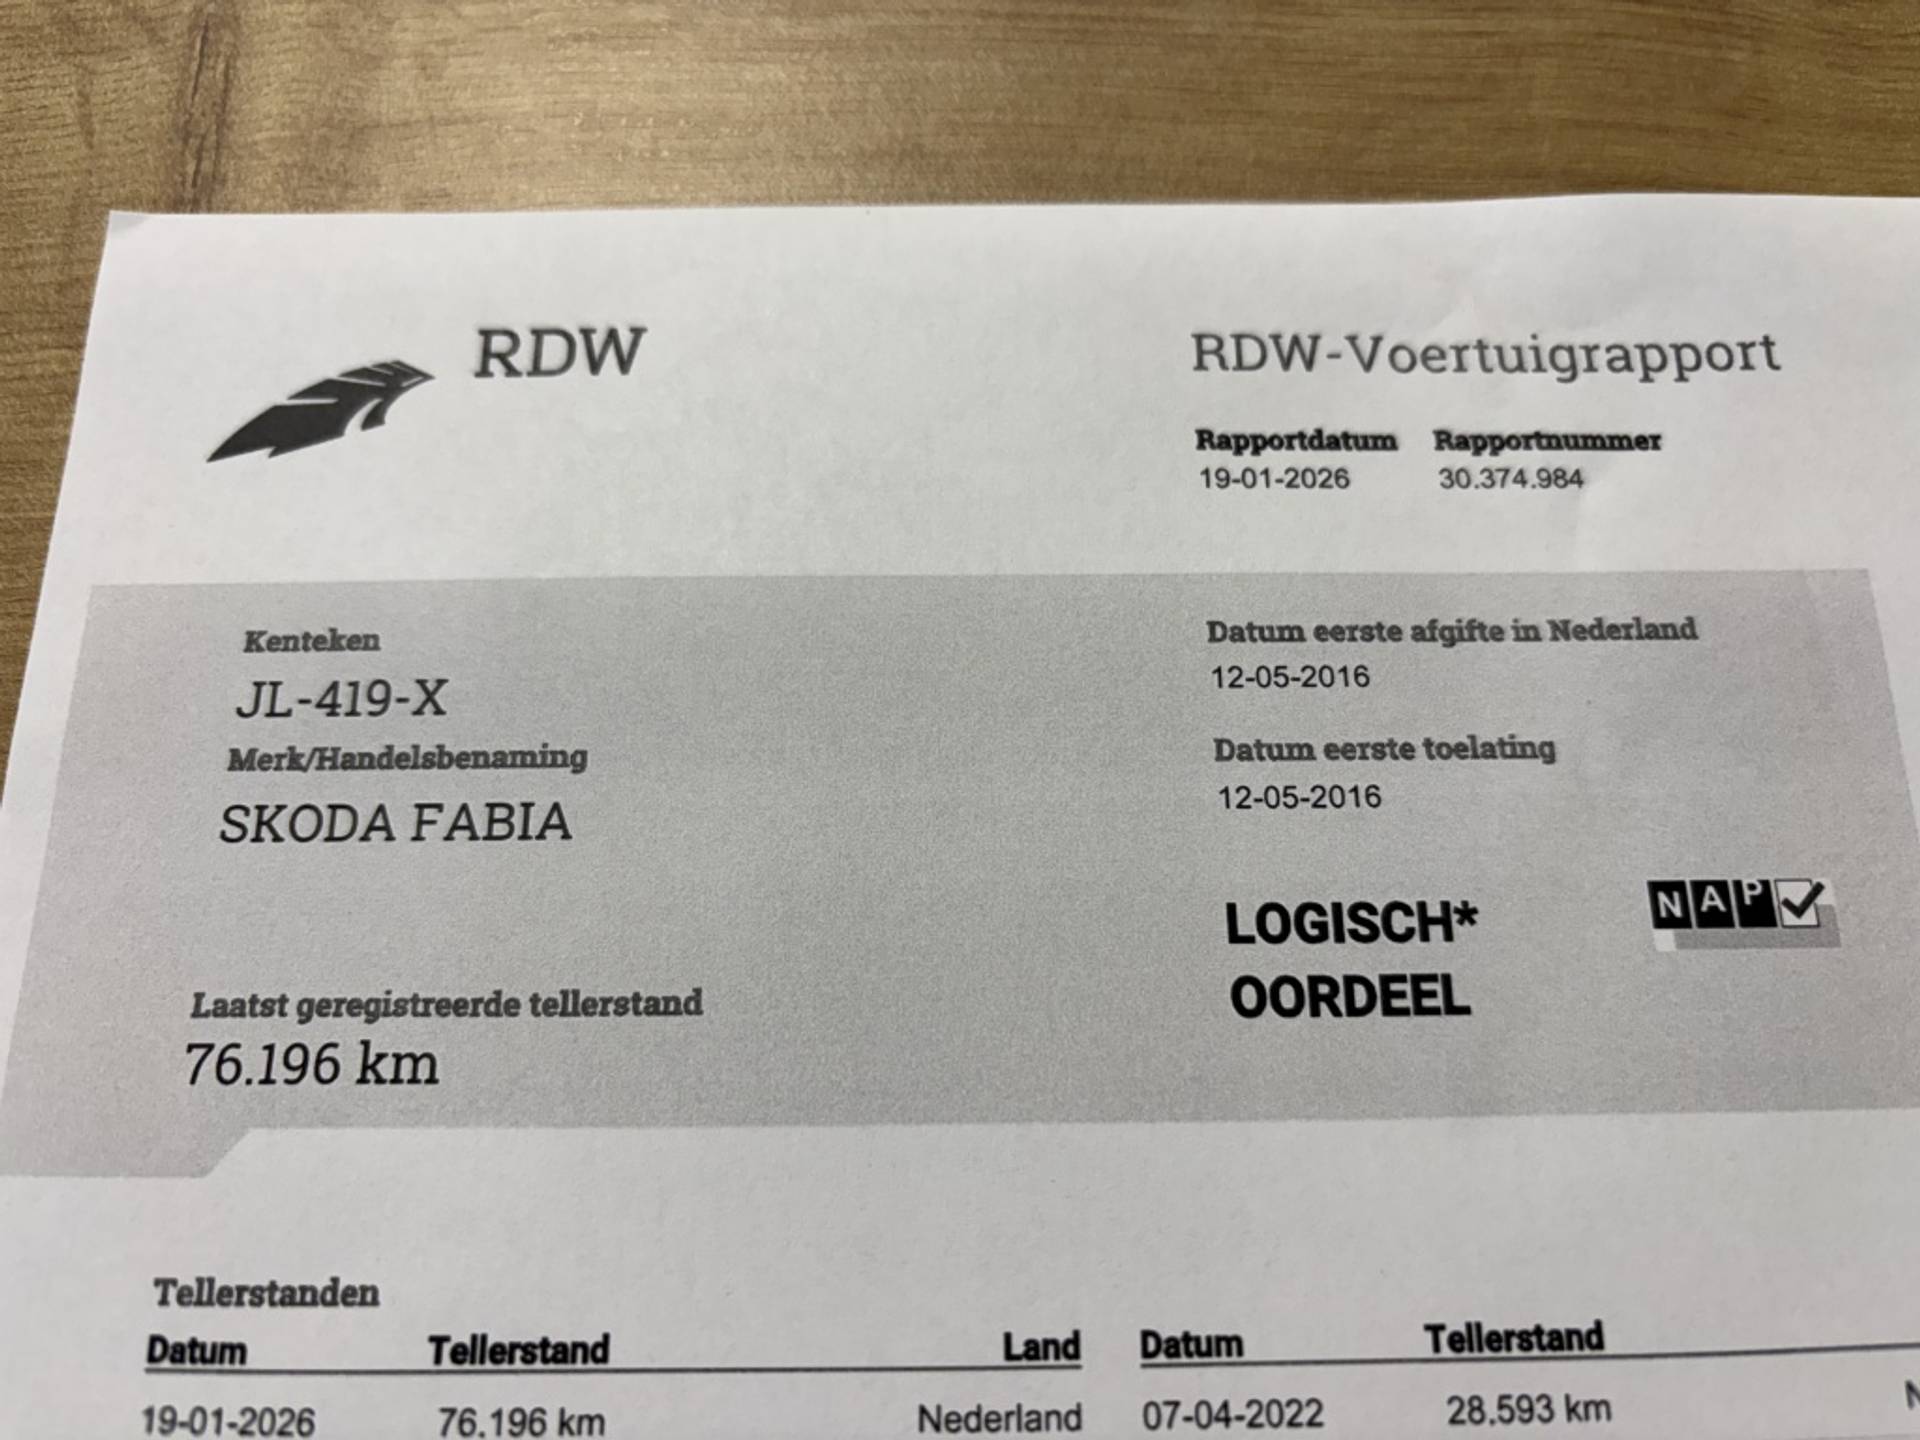 RDW
RDW-Voertuigrapport
Rapportdatum Rapportnummer
19-01-2026 30.374.984
Kenteken
JL-419-X
Merk/Handelsbenaming
SKODA FABIA
Laatst geregistreerde tellerstand
76.196 km
Datum eerste afgifte in Nederland
12-05-2016
Datum eerste toelating
12-05-2016
LOGISCH*
OORDEEL
NAP
Tellerstanden
Datum Tellerstand Land Datum Tellerstand
19-01-2026 76.196 km Nederland 07-04-2022 28.593 km